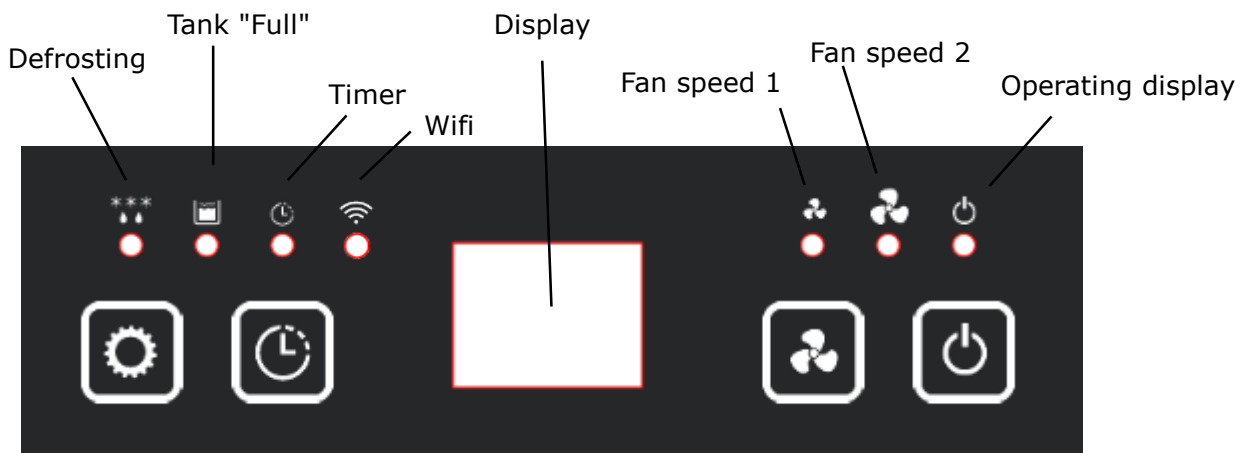 Tank "Full"
Display
Defrosting
Fan speed 2
Fan speed 1
Operating display
Timer
Wifi